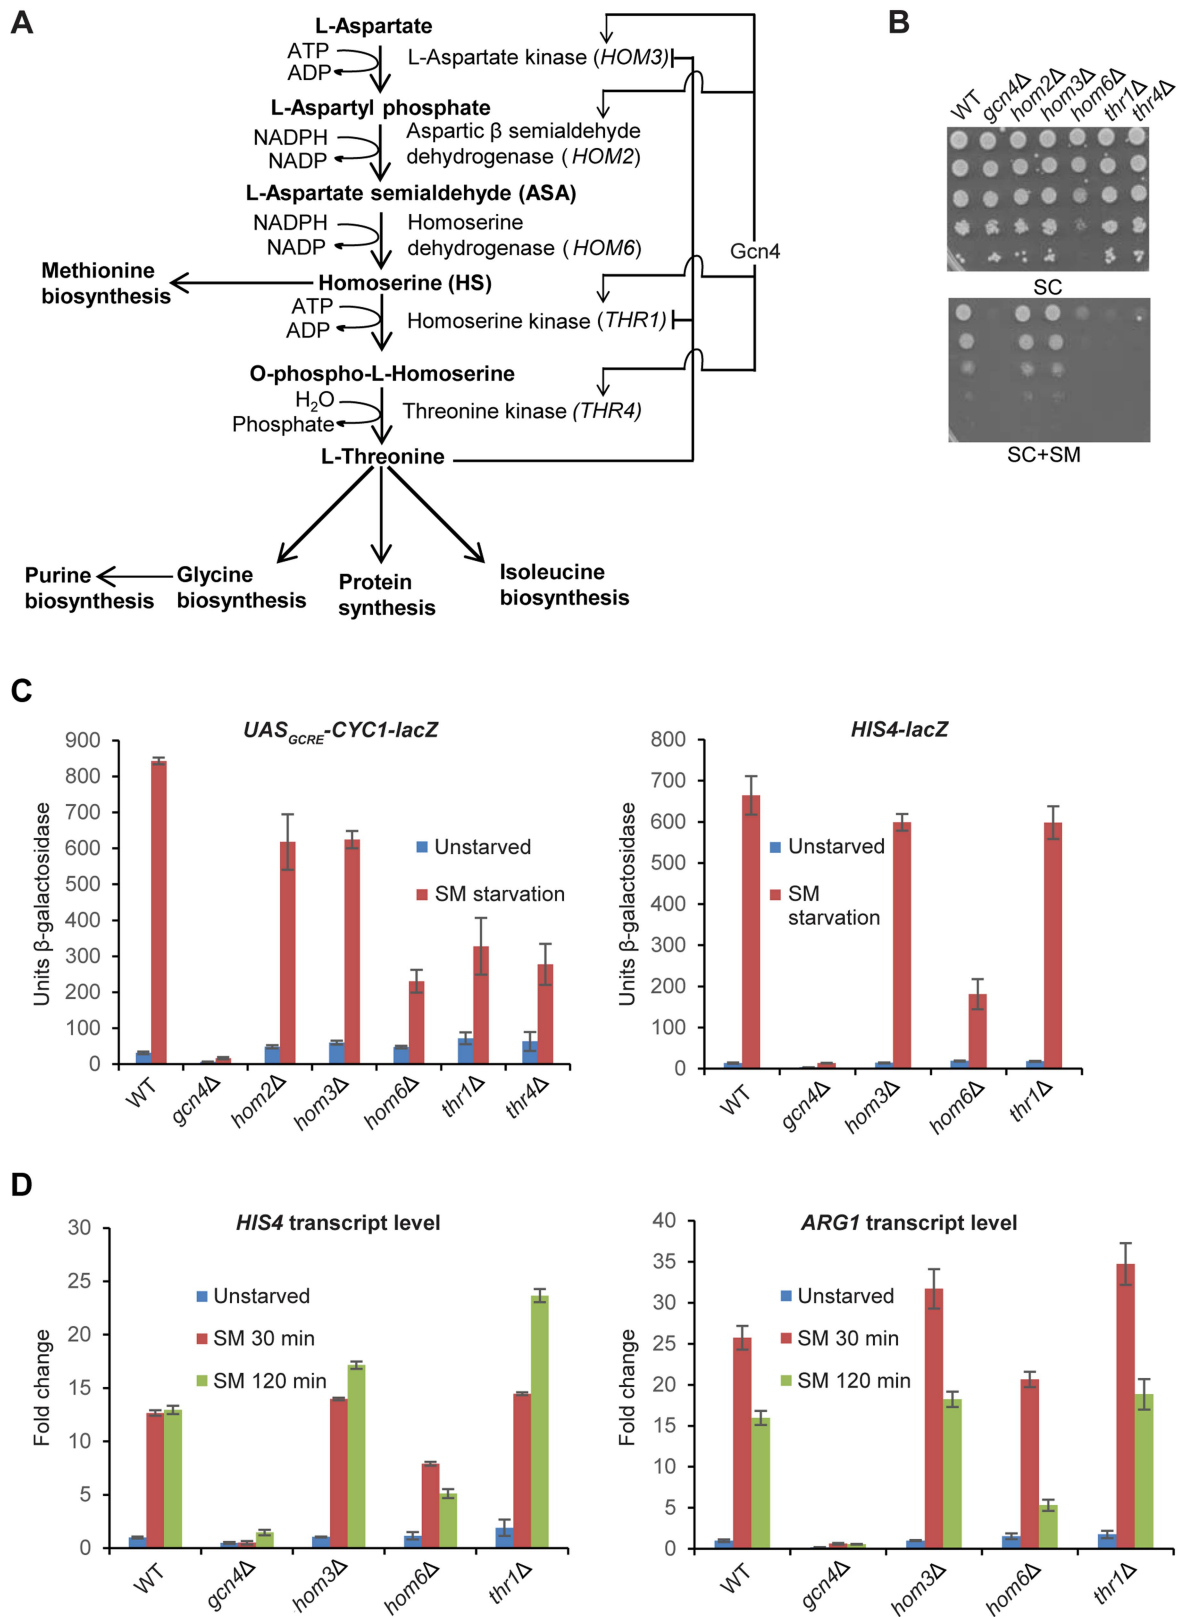 A
L-Aspartate
ATP
ADP
L-Aspartate kinase (HOM3)
L-Aspartyl phosphate
NADPH
NADP
Aspartic β semialdehyde
dehydrogenase (HOM2)
L-Aspartate semialdehyde (ASA)
NADPH
NADP
Homoserine
dehydrogenase (HOM6)
Gcn4
Methionine
biosynthesis
Homoserine (HS)
ATP
ADP
Homoserine kinase (THR1)
O-phospho-L-Homoserine
H2O
Phosphate
Threonine kinase (THR4)
L-Threonine
Purine
biosynthesis
Glycine
biosynthesis
Protein
synthesis
Isoleucine
biosynthesis
B
WT gcn4Δ hom2Δ hom3Δ hom6Δ thr1Δ thr4Δ
SC
SC+SM
C
UASGCRE-CYC1-lacZ
Units β-galactosidase
900
800
700
600
500
400
300
200
100
0
Unstarved
SM starvation
WT gcn4Δ hom2Δ hom3Δ hom6Δ thr1Δ thr4Δ
HIS4-lacZ
Units β-galactosidase
800
700
600
500
400
300
200
100
0
Unstarved
SM
starvation
WT gcn4Δ hom3Δ hom6Δ thr1Δ
D
HIS4 transcript level
Fold change
30
25
20
15
10
5
0
Unstarved
SM 30 min
SM 120 min
WT gcn4Δ hom3Δ hom6Δ thr1Δ
ARG1 transcript level
Fold change
40
35
30
25
20
15
10
5
0
Unstarved
SM 30 min
SM 120 min
WT gcn4Δ hom3Δ hom6Δ thr1Δ